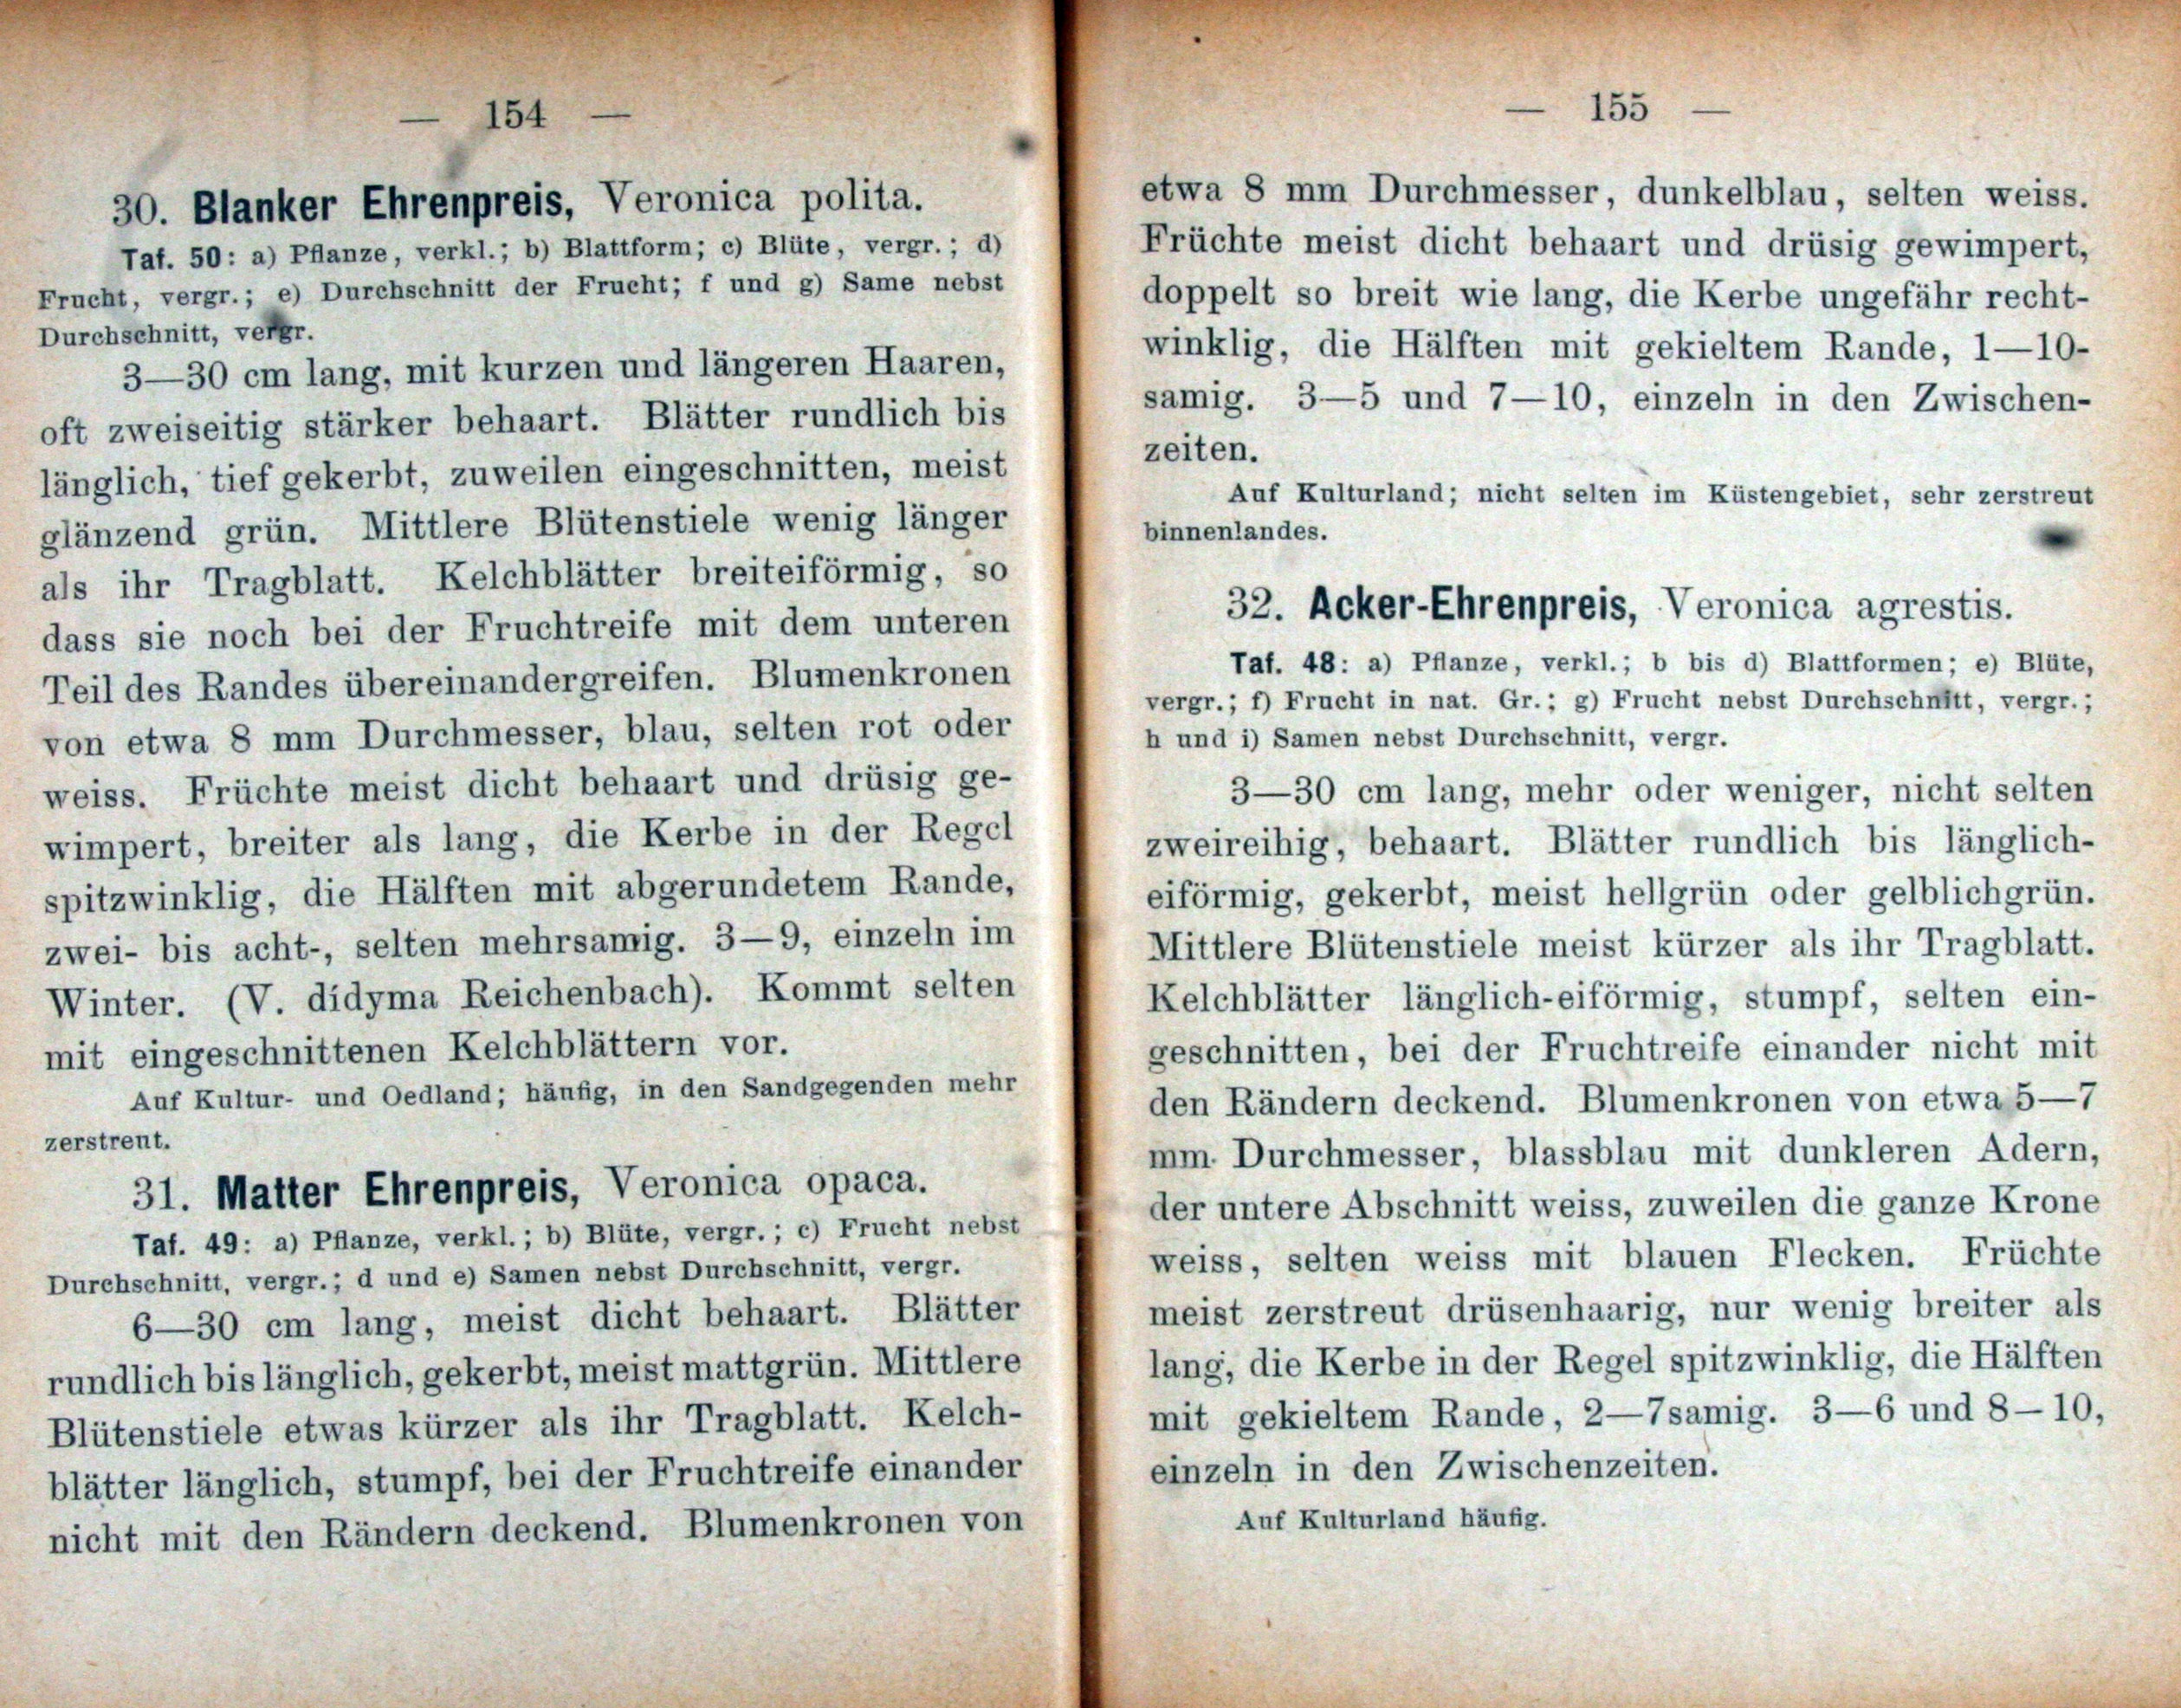 — 154 —
30. Blanker Ehrenpreis, Veronica polita.
Taf. 50: a) Pflanze, verkl.; b) Blattform; c) Blüte, vergr.; d)
Frucht, vergr.; e) Durchschnitt der Frucht; f und g) Same nebst
Durchschnitt, vergr.
3—30 cm lang, mit kurzen und längeren Haaren,
oft zweiseitig stärker behaart. Blätter rundlich bis
länglich, tief gekerbt, zuweilen eingeschnitten, meist
glänzend grün. Mittlere Blütenstiele wenig länger
als ihr Tragblatt. Kelchblätter breiteiförmig, so
dass sie noch bei der Fruchtreife mit dem unteren
Teil des Randes übereinandergreifen. Blumenkronen
von etwa 8 mm Durchmesser, blau, selten rot oder
weiss. Früchte meist dicht behaart und drüsig ge-
wimpert, breiter als lang, die Kerbe in der Regel
spitzwinklig, die Hälften mit abgerundetem Rande,
zwei- bis acht-, selten mehrsamig. 3—9, einzeln im
Winter. (V. didyma Reichenbach). Kommt selten
mit eingeschnittenen Kelchblättern vor.
Auf Kultur- und Oedland; häufig, in den Sandgegenden mehr
zerstreut.
31. Matter Ehrenpreis, Veronica opaca.
Taf. 49: a) Pflanze, verkl.; b) Blüte, vergr.; c) Frucht nebst
Durchschnitt, vergr.; d und e) Samen nebst Durchschnitt, vergr.
6—30 cm lang, meist dicht behaart. Blätter
rundlich bis länglich, gekerbt, meist mattgrün. Mittlere
Blütenstiele etwas kürzer als ihr Tragblatt. Kelch-
blätter länglich, stumpf, bei der Fruchtreife einander
nicht mit den Rändern deckend. Blumenkronen von
— 155 —
etwa 8 mm Durchmesser, dunkelblau, selten weiss.
Früchte meist dicht behaart und drüsig gewimpert,
doppelt so breit wie lang, die Kerbe ungefähr recht-
winklig, die Hälften mit gekieltem Rande, 1—10-
samig. 3—5 und 7—10, einzeln in den Zwischen-
zeiten.
Auf Kulturland; nicht selten im Küstengebiet, sehr zerstreut
binnenlandes.
32. Acker-Ehrenpreis, Veronica agrestis.
Taf. 48: a) Pflanze, verkl.; b bis d) Blattformen; e) Blüte,
vergr.; f) Frucht in nat. Gr.; g) Frucht nebst Durchschnitt, vergr.;
h und i) Samen nebst Durchschnitt, vergr.
3—30 cm lang, mehr oder weniger, nicht selten
zweireihig, behaart. Blätter rundlich bis länglich-
eiförmig, gekerbt, meist hellgrün oder gelblichgrün.
Mittlere Blütenstiele meist kürzer als ihr Tragblatt.
Kelchblätter länglich-eiförmig, stumpf, selten ein-
geschnitten, bei der Fruchtreife einander nicht mit
den Rändern deckend. Blumenkronen von etwa 5—7
mm Durchmesser, blassblau mit dunkleren Adern,
der untere Abschnitt weiss, zuweilen die ganze Krone
weiss, selten weiss mit blauen Flecken. Früchte
meist zerstreut drüsenhaarig, nur wenig breiter als
lang, die Kerbe in der Regel spitzwinklig, die Hälften
mit gekieltem Rande, 2—7samig. 3—6 und 8—10,
einzeln in den Zwischenzeiten.
Auf Kulturland häufig.